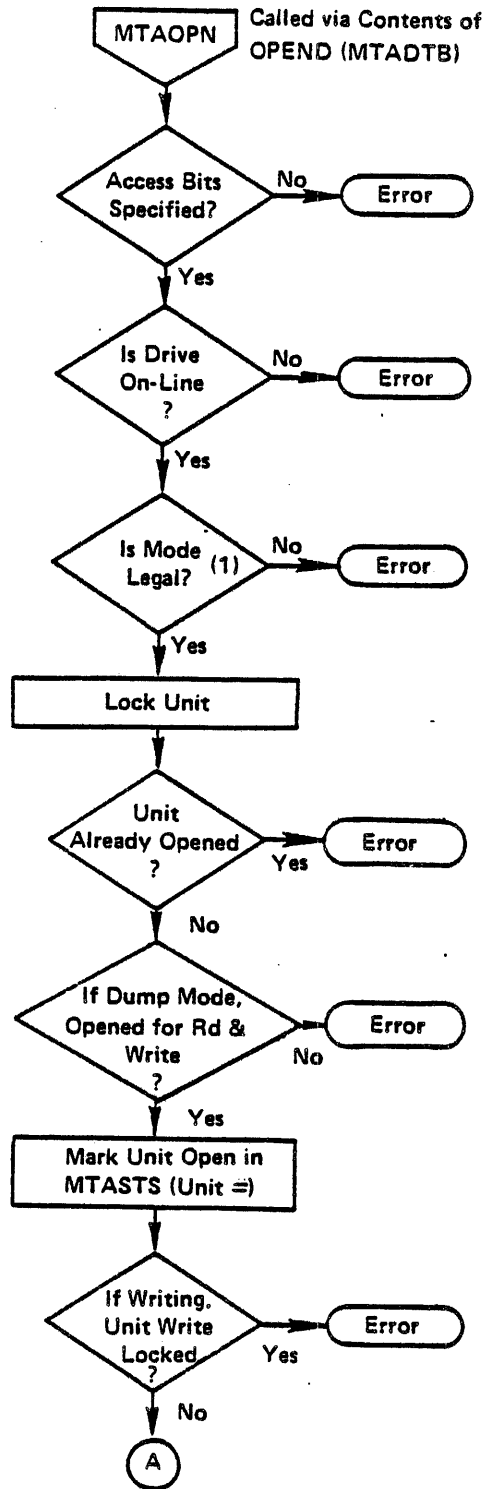 MTAOPN
Called via Contents of
OPEND (MTADTB)
Access Bits
Specified?
No
Error
Yes
Is Drive
On-Line
?
No
Error
Yes
Is Mode
Legal? (1)
No
Error
Yes
Lock Unit
Unit
Already Opened
?
Yes
Error
No
If Dump Mode,
Opened for Rd &
Write
?
No
Error
Yes
Mark Unit Open in
MTASTS (Unit =)
If Writing,
Unit Write
Locked
?
Yes
Error
No
A